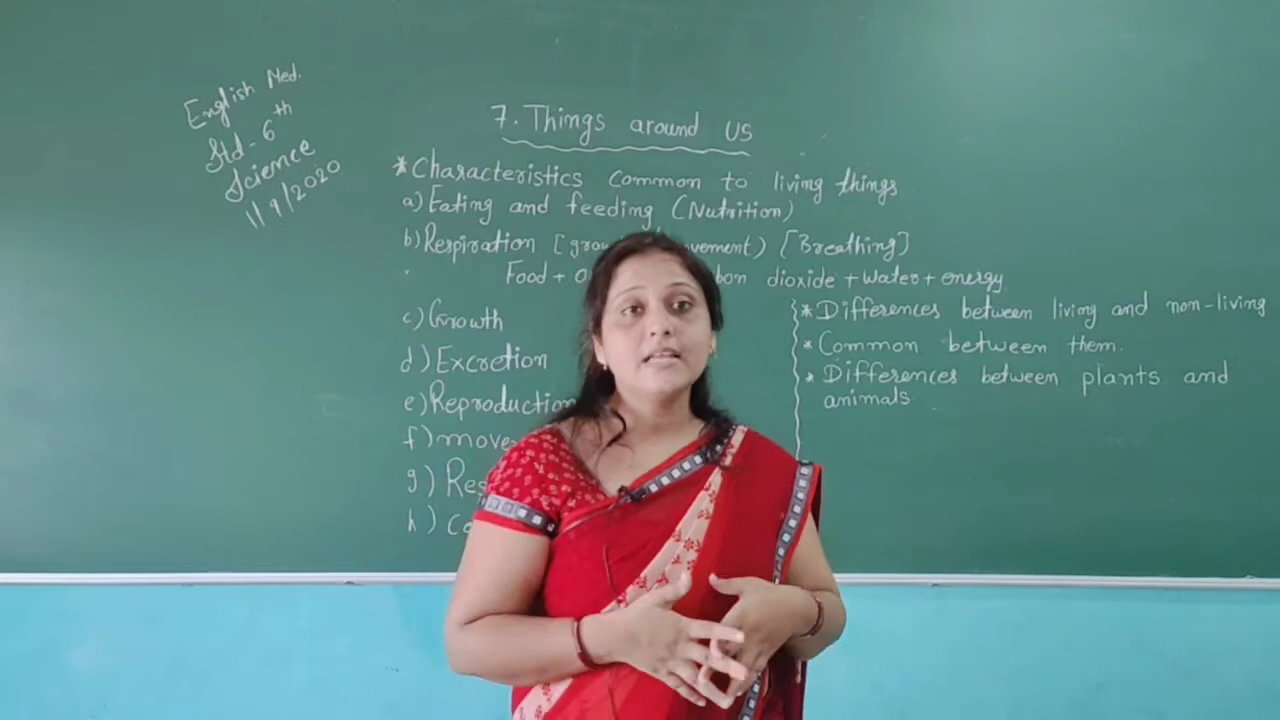 English Med.
Std - 6th
Science
11/9/2020
7. Things around us
* Characteristics common to living things
a) Eating and feeding (Nutrition)
b) Respiration [ ) [Breathing]
Food + dioxide + water + energy
c) Growth
d) Excretion
e) Reproduction
f)
g)
h)
* Differences between living and non-living
* Common between them.
* Differences between plants and
animals